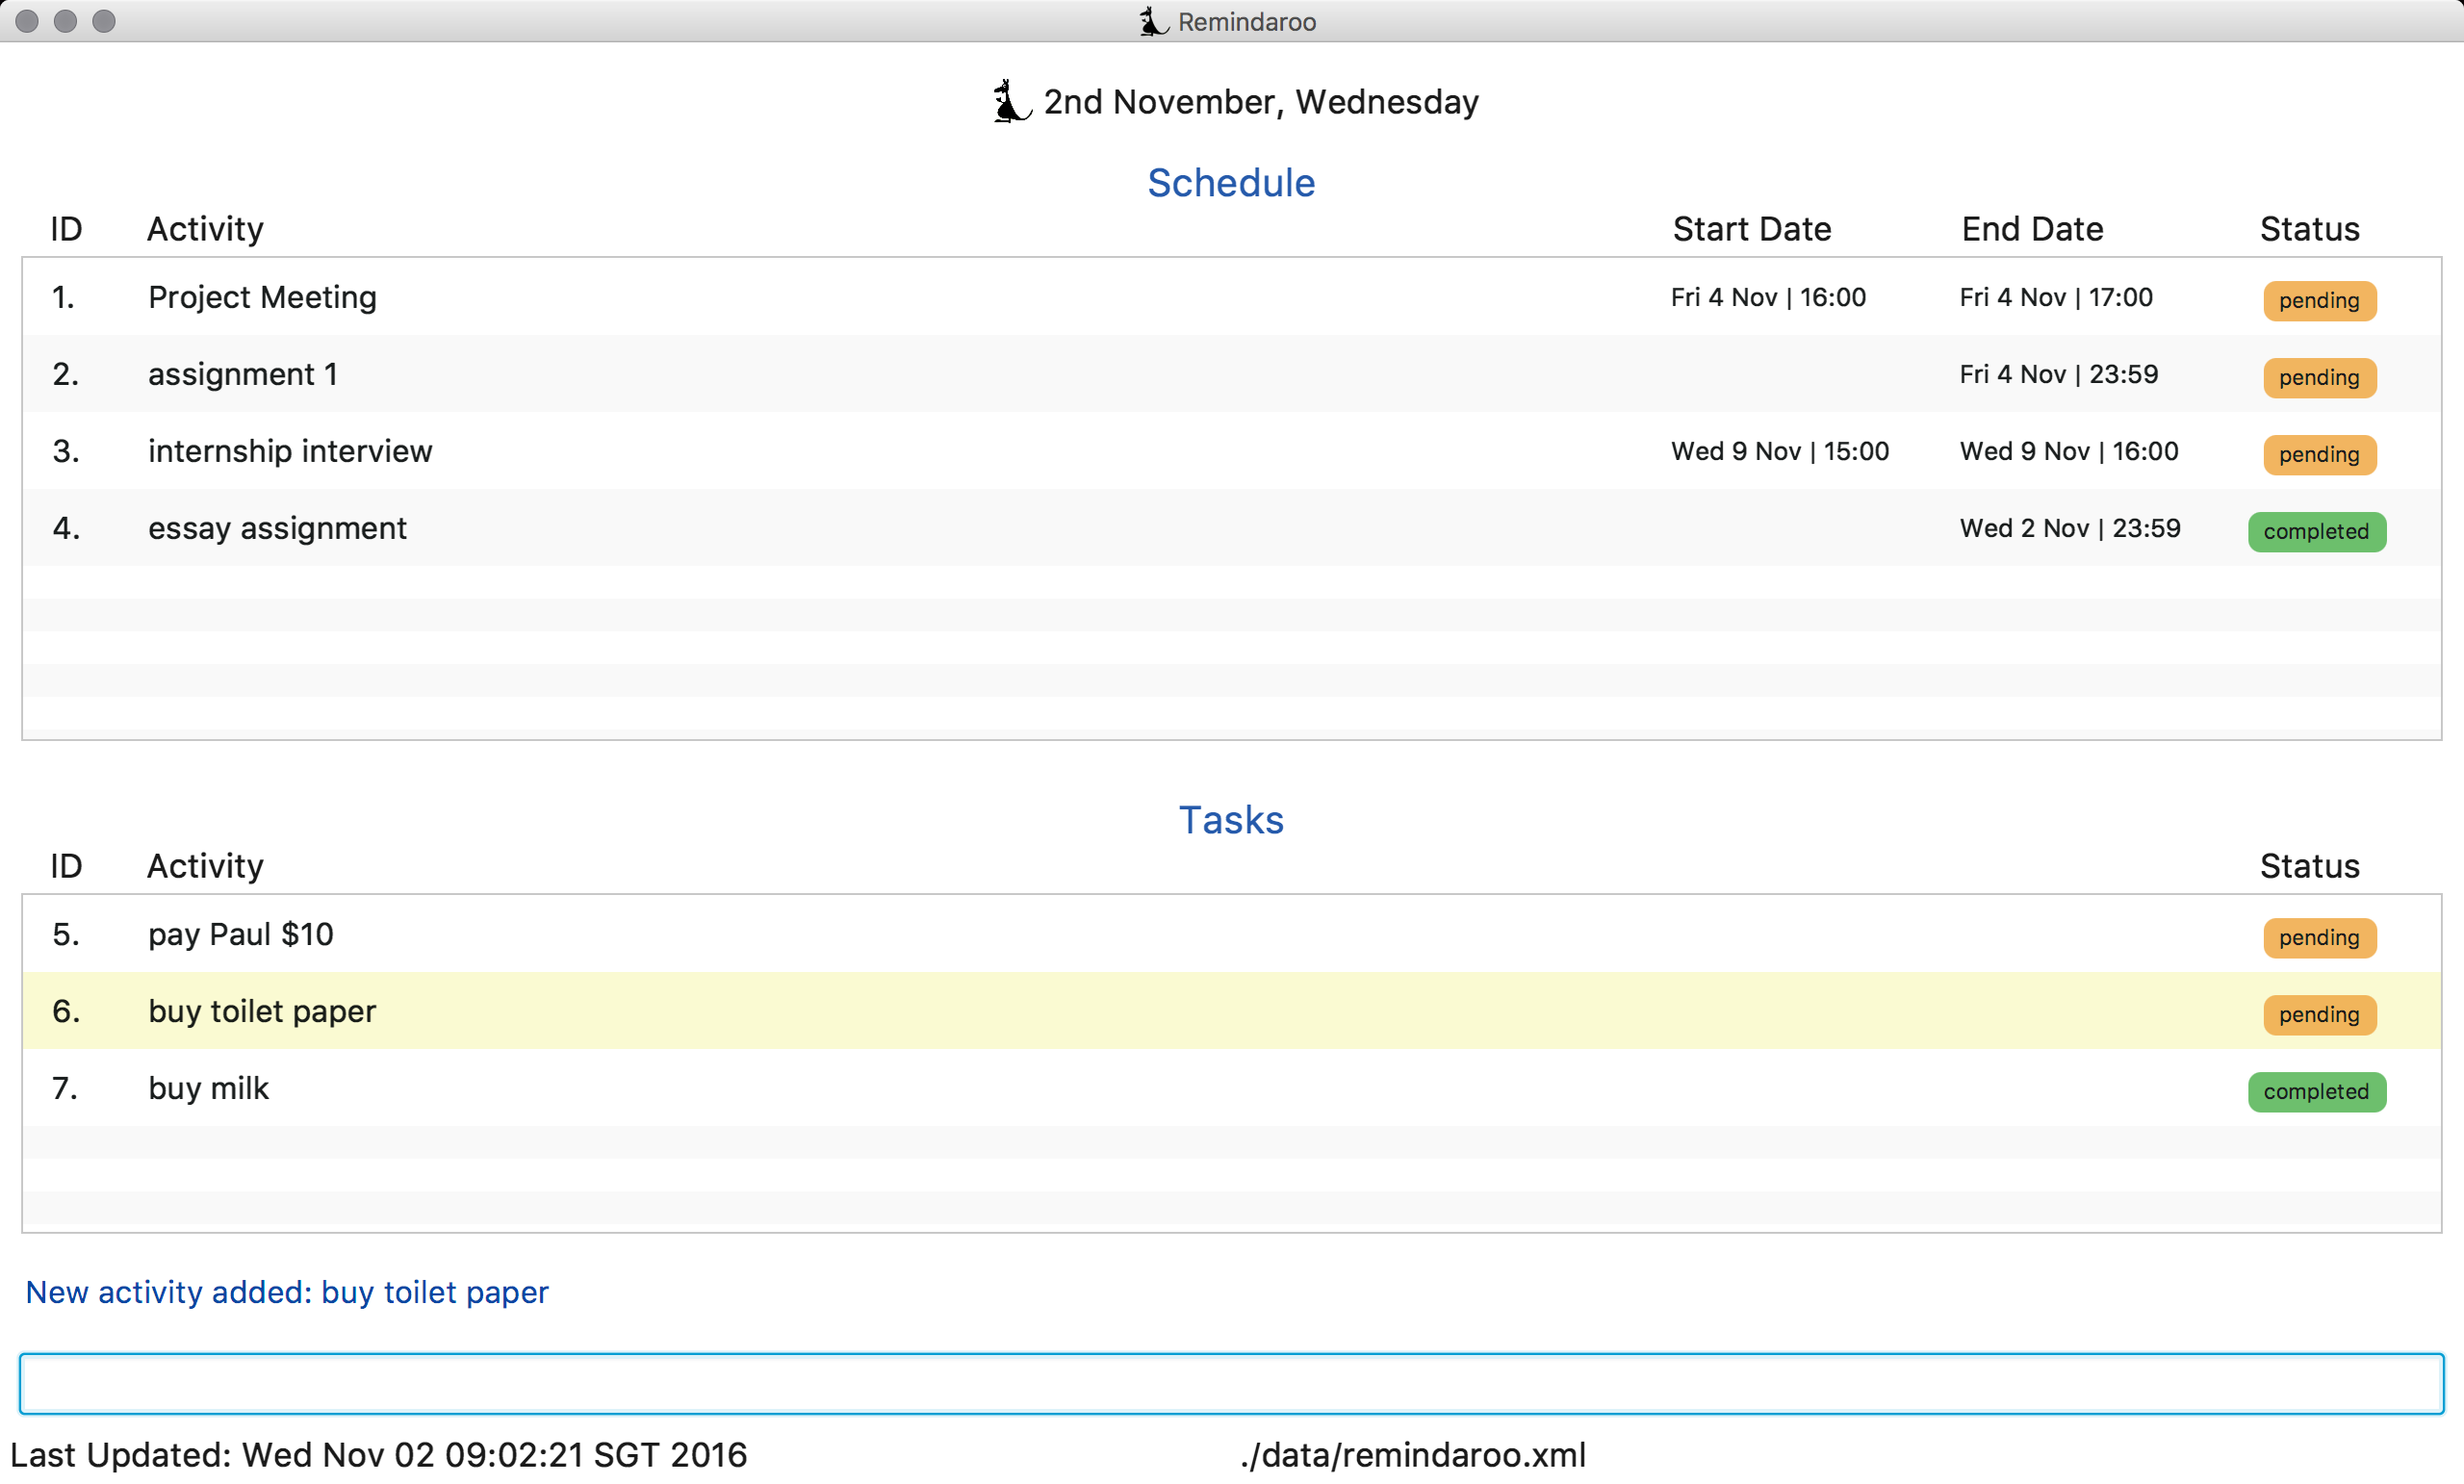 Remindaroo
2nd November, Wednesday
Schedule
ID Activity Start Date End Date Status
1. Project Meeting Fri 4 Nov | 16:00 Fri 4 Nov | 17:00 pending
2. assignment 1 Fri 4 Nov | 23:59 pending
3. internship interview Wed 9 Nov | 15:00 Wed 9 Nov | 16:00 pending
4. essay assignment Wed 2 Nov | 23:59 completed
Tasks
ID Activity Status
5. pay Paul $10 pending
6. buy toilet paper pending
7. buy milk completed
New activity added: buy toilet paper
Last Updated: Wed Nov 02 09:02:21 SGT 2016 ./data/remindaroo.xml